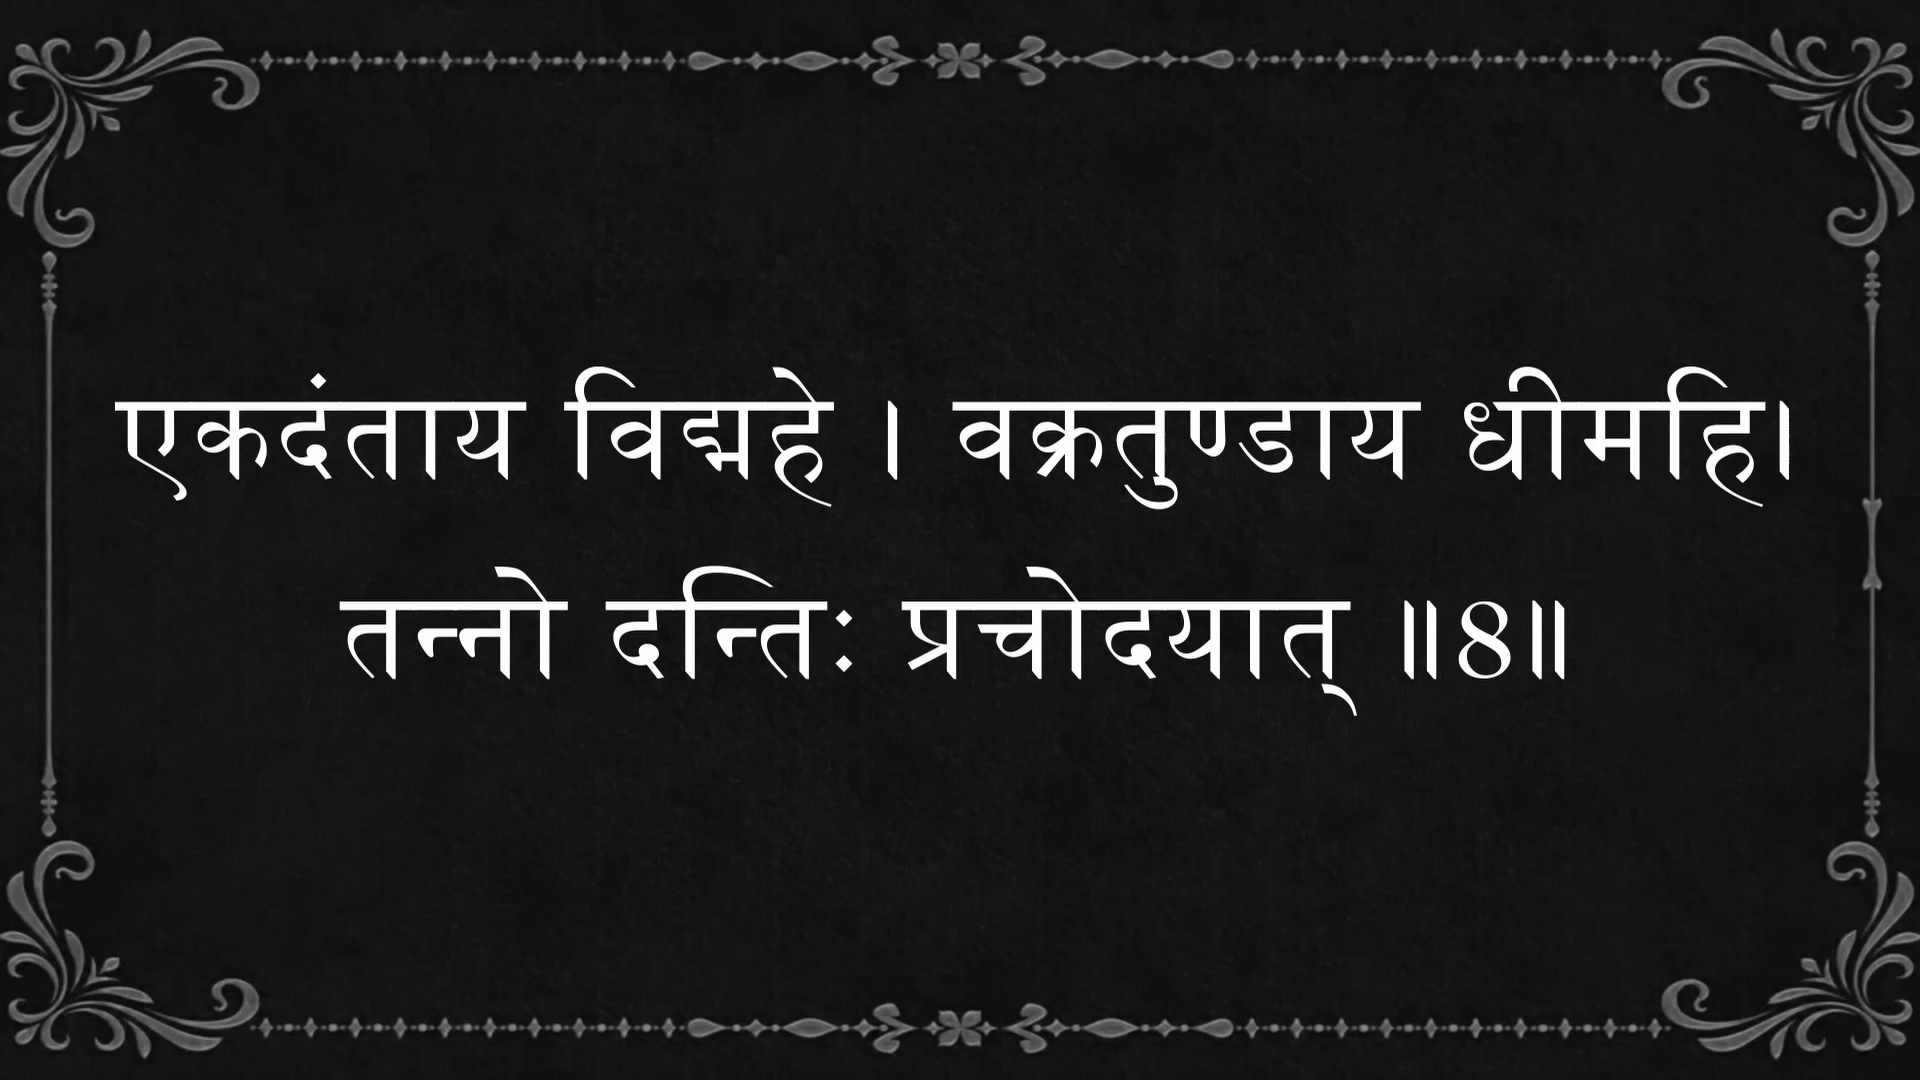 एकदंताय विद्महे । वक्रतुण्डाय धीमहि।
तन्नो दन्तिः प्रचोदयात् ॥8॥